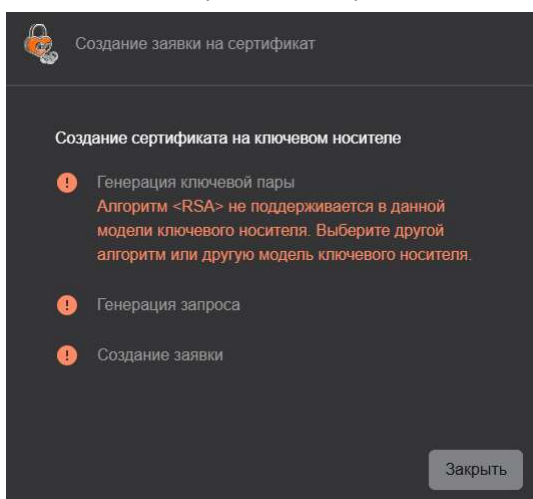 Создание заявки на сертификат
Создание сертификата на ключевом носителе
Генерация ключевой пары
Алгоритм <RSA> не поддерживается в данной
модели ключевого носителя. Выберите другой
алгоритм или другую модель ключевого носителя.
Генерация запроса
Создание заявки
Закрыть